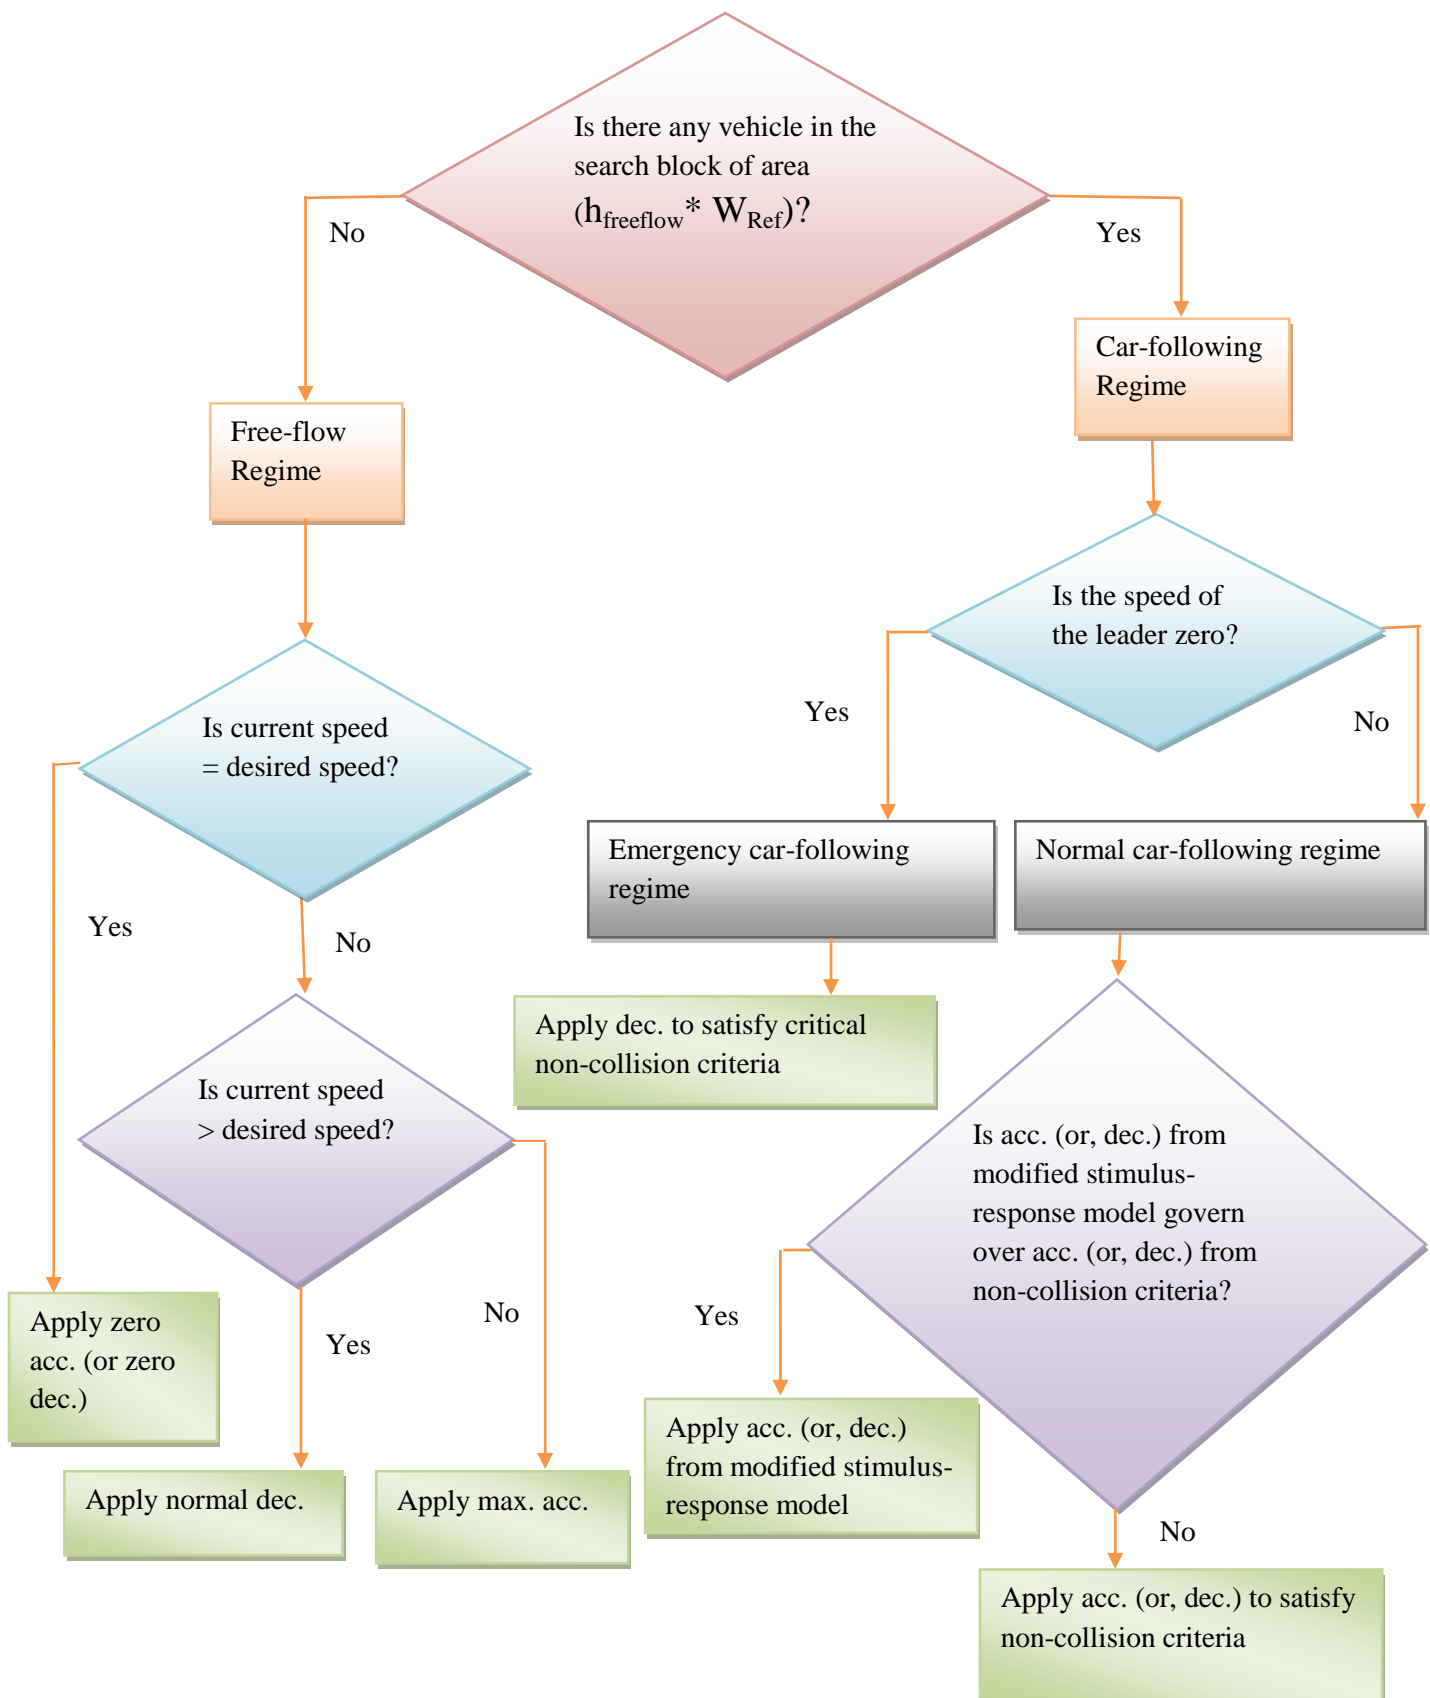 Is there any vehicle in the
search block of area
(h_freeflow* W_Ref)?
No
Yes
Car-following
Regime
Free-flow
Regime
Is the speed of
the leader zero?
Yes
No
Is current speed
= desired speed?
Emergency car-following
regime
Normal car-following regime
Yes
No
Apply dec. to satisfy critical
non-collision criteria
Is current speed
> desired speed?
Is acc. (or, dec.) from
modified stimulus-
response model govern
over acc. (or, dec.) from
non-collision criteria?
Yes
No
Yes
Apply zero
acc. (or zero
dec.)
Apply normal dec.
Apply max. acc.
Apply acc. (or, dec.)
from modified stimulus-
response model
No
Apply acc. (or, dec.) to satisfy
non-collision criteria